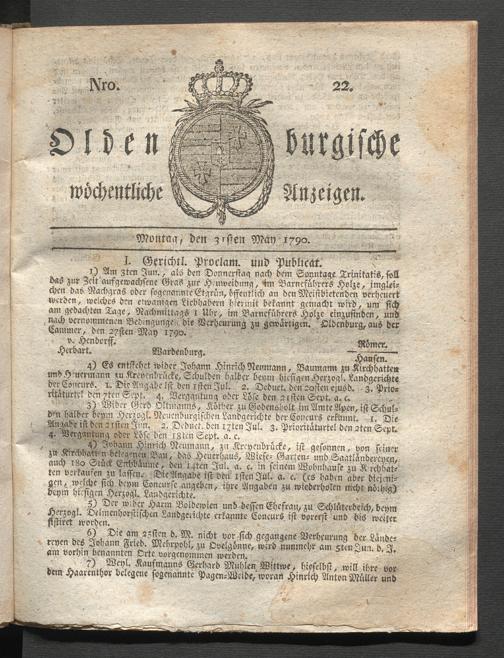 Nro. 22.
Oldenburgische
wöchentliche Anzeigen.
Montag, den 31sten May 1790.
I. Gerichtl. Proclam. und Publicat.
1) Am 3ten Jun., als den Donnerstag nach dem Sonntage Trinitatis, soll
das zur Zeit aufgewachsene Gras zur Heuweidung, im Barneführers Holze, imglei-
chen das Nachgras oder sogenannte Etgrün, öffentlich an den Meistbietenden verheuert
werden, welches den etwanigen Liebhabern hiermit bekannt gemacht wird, um sich
am gedachten Tage, Nachmittags 1 Uhr, im Barneführers Holze einzufinden, und
nach vernommenen Bedingungen die Verheurung zu gewärtigen. Oldenburg, aus der
Cammer, den 27sten May 1790.
v. Hendorff. Römer.
Herbart. Wardenburg. Hansen.
2) Es entstehet wider Johann Hinrich Neumann, Baumann zu Kirchhatten
und Heuermann zu Kreyenbrücke, Schulden halber beym hiesigen Herzogl. Landgerichte
der Concurs. 1. Die Angabe ist den 1sten Jul. 2. Deduct. den 20sten ejusd. 3. Prio-
ritäturtel den 7ten Sept. 4. Vergantung oder Löse den 21sten Sept. a. c.
3) Wider Gerd Oltmanns, Köther zu Godensholt im Amte Apen, ist Schul-
den halber beym Herzogl. Neuenburgischen Landgerichte der Concurs erkannt. 1. Die
Angabe ist den 21sten Jun. 2. Deduct. den 17ten Jul. 3. Prioritäturtel den 2ten Sept.
4. Vergantung oder Löse den 18ten Sept. a. c.
4) Johann Hinrich Neumann, zu Kreyenbrücke, ist gesonnen, von seiner
zu Kirchhatten belegenen Bau, das Heuerhaus, Wiese- Garten- und Saatländereyen,
auch 180 Stück Eichbäume, den 14ten Jul. a. c. in seinem Wohnhause zu Kirchhat-
ten verkaufen zu lassen. Die Angabe ist den 1sten Jul. a. c. (es haben aber diejeni-
gen, welche sich beym Concurse angeben, ihre Angaben zu wiederholen nicht nöthig)
beym hiesigen Herzogl. Landgerichte.
5) Der wider Harm Boldewien und dessen Ehefrau, zu Schlüterdeich, beym
Herzogl. Delmenhorstischen Landgerichte erkannte Concurs ist vorerst und bis weiter
sistiret worden.
6) Die am 25sten d. M. nicht vor sich gegangene Verheurung der Lände-
reyen des Johann Fried. Mehrpohl, zu Ovelgönne, wird nunmehr am 5ten Jun. d. J.
am vorhin benannten Orte vorgenommen werden.
7) Weyl. Kaufmanns Gerhard Muhlen Wittwe, hieselbst, will ihre vor
dem Haarenthor belegene sogenannte Pagen-Weide, woran Hinrich Anton Müller und